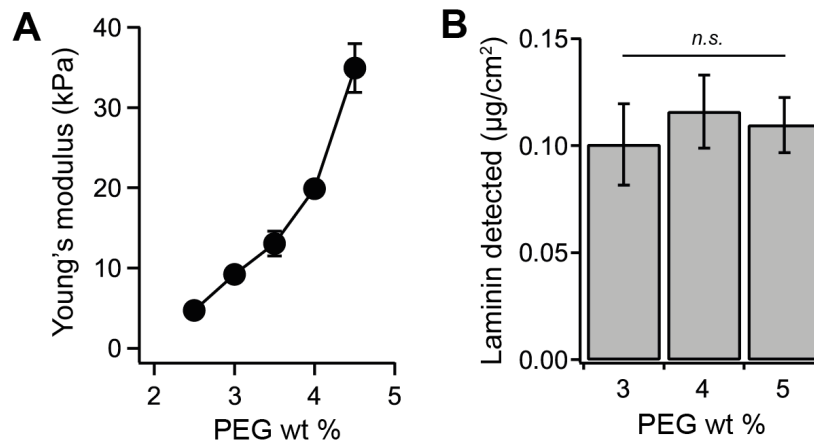 A
Young's modulus (kPa)
40
30
20
10
0
2 3 4 5
PEG wt %
B
Laminin detected (µg/cm²)
0.15
0.10
0.05
0.00
n.s.
3 4 5
PEG wt %